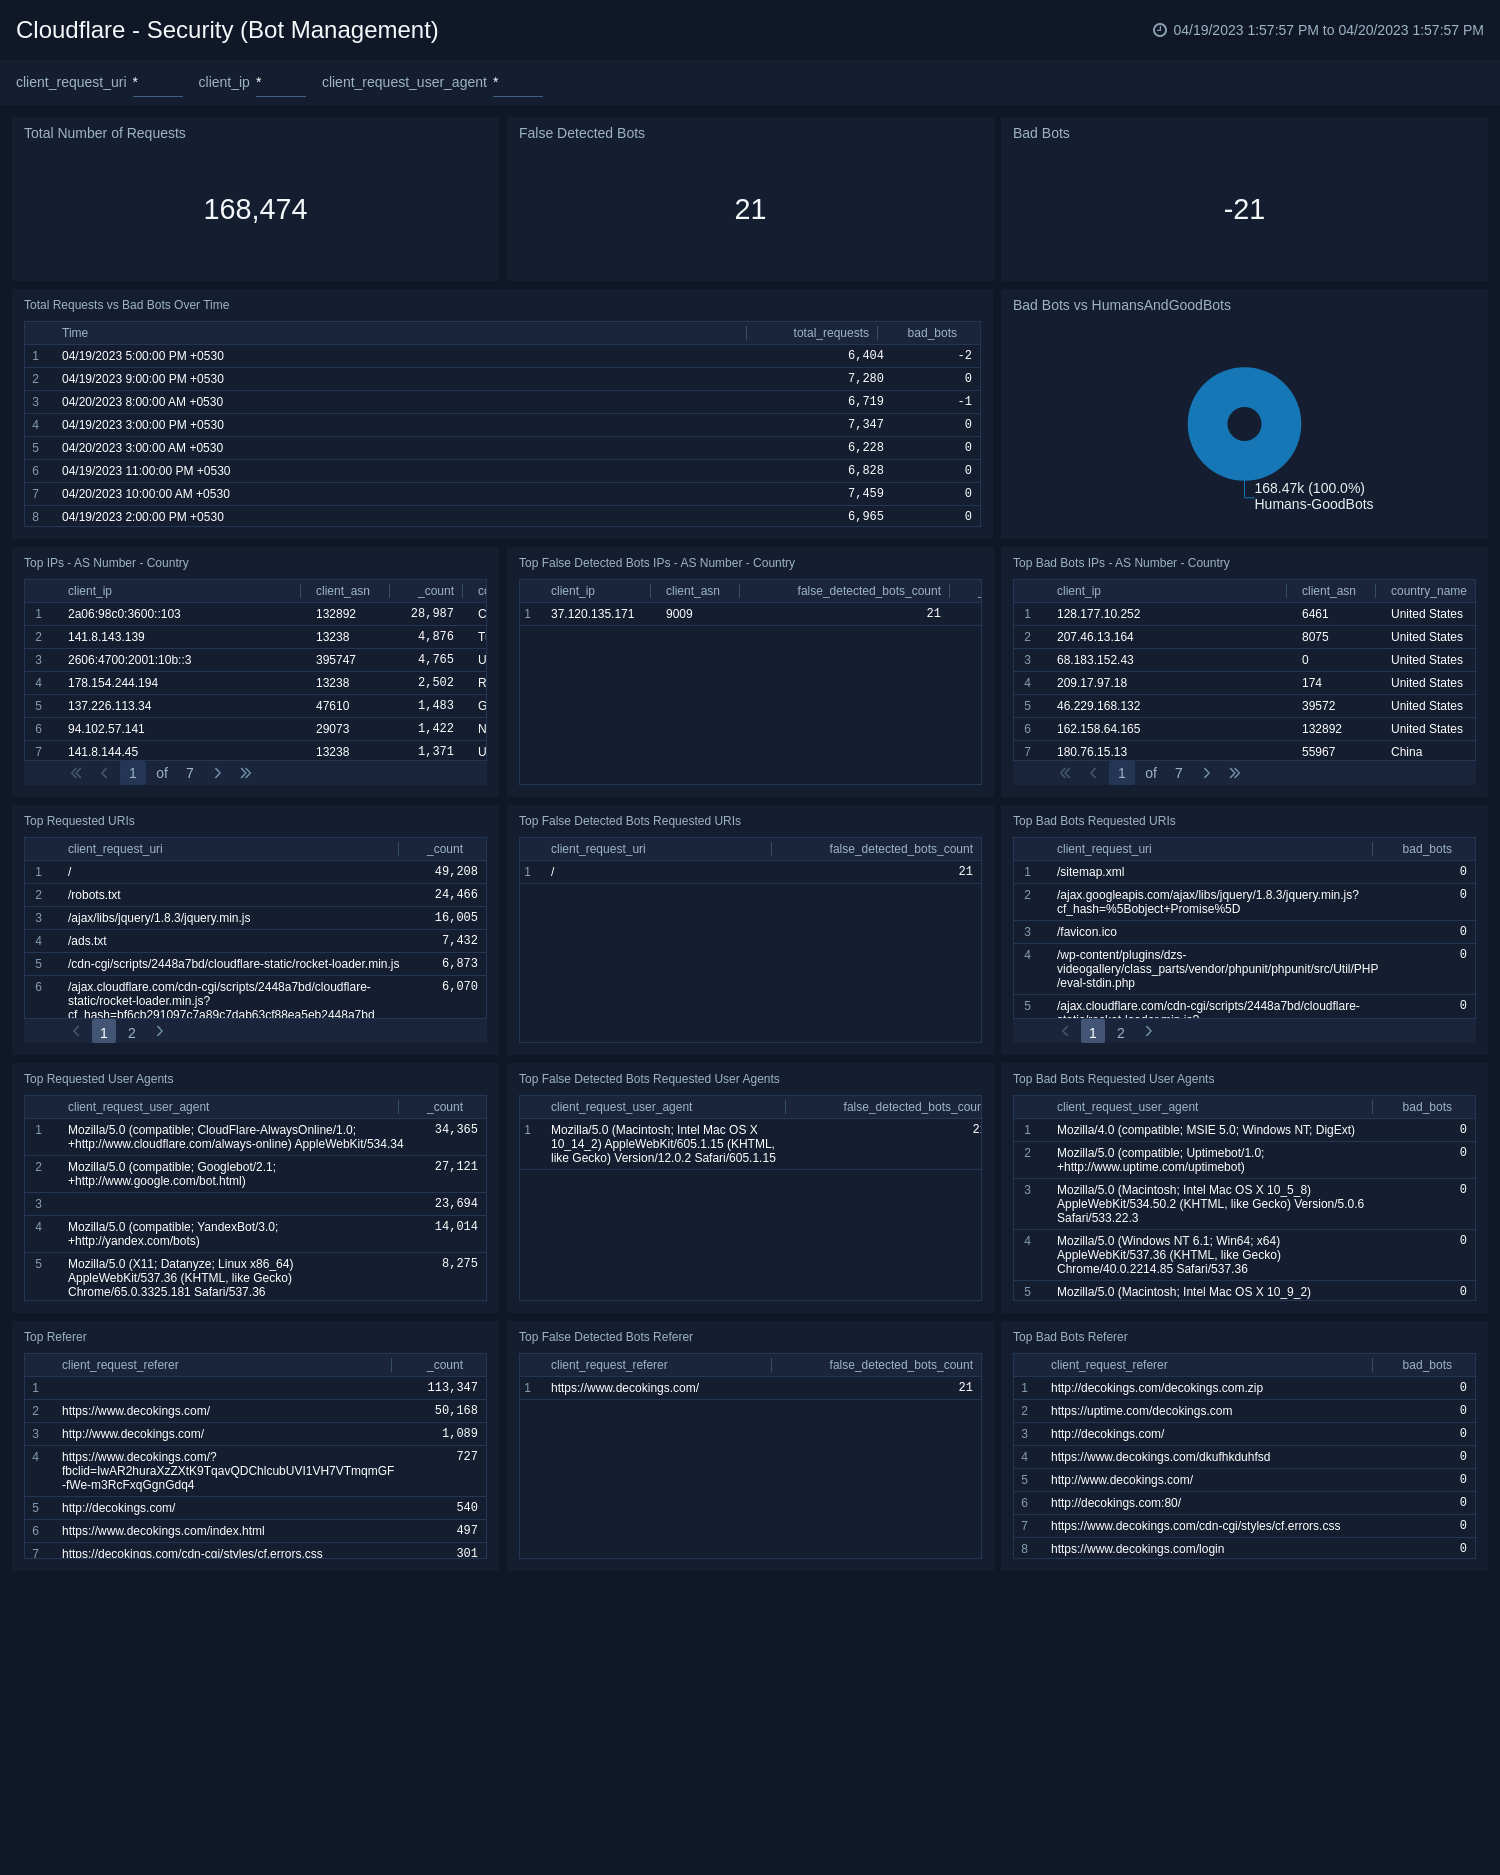 Cloudflare - Security (Bot Management)
04/19/2023 1:57:57 PM to 04/20/2023 1:57:57 PM
client_request_uri * client_ip * client_request_user_agent *
Total Number of Requests
168,474
False Detected Bots
21
Bad Bots
-21
Total Requests vs Bad Bots Over Time
Time total_requests bad_bots
1 04/19/2023 5:00:00 PM +0530 6,404 -2
2 04/19/2023 9:00:00 PM +0530 7,280 0
3 04/20/2023 8:00:00 AM +0530 6,719 -1
4 04/19/2023 3:00:00 PM +0530 7,347 0
5 04/20/2023 3:00:00 AM +0530 6,228 0
6 04/19/2023 11:00:00 PM +0530 6,828 0
7 04/20/2023 10:00:00 AM +0530 7,459 0
8 04/19/2023 2:00:00 PM +0530 6,965 0
Bad Bots vs HumansAndGoodBots
168.47k (100.0%)
Humans-GoodBots
Top IPs - AS Number - Country
client_ip client_asn _count
1 2a06:98c0:3600::103 132892 28,987 C
2 141.8.143.139 13238 4,876 T
3 2606:4700:2001:10b::3 395747 4,765 U
4 178.154.244.194 13238 2,502 R
5 137.226.113.34 47610 1,483 G
6 94.102.57.141 29073 1,422 N
7 141.8.144.45 13238 1,371 U
1 of 7
Top False Detected Bots IPs - AS Number - Country
client_ip client_asn false_detected_bots_count _
1 37.120.135.171 9009 21
Top Bad Bots IPs - AS Number - Country
client_ip client_asn country_name
1 128.177.10.252 6461 United States
2 207.46.13.164 8075 United States
3 68.183.152.43 0 United States
4 209.17.97.18 174 United States
5 46.229.168.132 39572 United States
6 162.158.64.165 132892 United States
7 180.76.15.13 55967 China
1 of 7
Top Requested URIs
client_request_uri _count
1 / 49,208
2 /robots.txt 24,466
3 /ajax/libs/jquery/1.8.3/jquery.min.js 16,005
4 /ads.txt 7,432
5 /cdn-cgi/scripts/2448a7bd/cloudflare-static/rocket-loader.min.js 6,873
6 /ajax.cloudflare.com/cdn-cgi/scripts/2448a7bd/cloudflare- 6,070
static/rocket-loader.min.js?
cf_hash=bf6cb291097c7a89c7dab63cf88ea5eb2448a7bd
1 2
Top False Detected Bots Requested URIs
client_request_uri false_detected_bots_count
1 / 21
Top Bad Bots Requested URIs
client_request_uri bad_bots
1 /sitemap.xml 0
2 /ajax.googleapis.com/ajax/libs/jquery/1.8.3/jquery.min.js? 0
cf_hash=%5Bobject+Promise%5D
3 /favicon.ico 0
4 /wp-content/plugins/dzs- 0
videogallery/class_parts/vendor/phpunit/phpunit/src/Util/PHP
/eval-stdin.php
5 /ajax.cloudflare.com/cdn-cgi/scripts/2448a7bd/cloudflare- 0
static/rocket-loader.min.js?
1 2
Top Requested User Agents
client_request_user_agent _count
1 Mozilla/5.0 (compatible; CloudFlare-AlwaysOnline/1.0; 34,365
+http://www.cloudflare.com/always-online) AppleWebKit/534.34
2 Mozilla/5.0 (compatible; Googlebot/2.1; 27,121
+http://www.google.com/bot.html)
3 23,694
4 Mozilla/5.0 (compatible; YandexBot/3.0; 14,014
+http://yandex.com/bots)
5 Mozilla/5.0 (X11; Datanyze; Linux x86_64) 8,275
AppleWebKit/537.36 (KHTML, like Gecko)
Chrome/65.0.3325.181 Safari/537.36
Top False Detected Bots Requested User Agents
client_request_user_agent false_detected_bots_cour
1 Mozilla/5.0 (Macintosh; Intel Mac OS X 2
10_14_2) AppleWebKit/605.1.15 (KHTML,
like Gecko) Version/12.0.2 Safari/605.1.15
Top Bad Bots Requested User Agents
client_request_user_agent bad_bots
1 Mozilla/4.0 (compatible; MSIE 5.0; Windows NT; DigExt) 0
2 Mozilla/5.0 (compatible; Uptimebot/1.0; 0
+http://www.uptime.com/uptimebot)
3 Mozilla/5.0 (Macintosh; Intel Mac OS X 10_5_8) 0
AppleWebKit/534.50.2 (KHTML, like Gecko) Version/5.0.6
Safari/533.22.3
4 Mozilla/5.0 (Windows NT 6.1; Win64; x64) 0
AppleWebKit/537.36 (KHTML, like Gecko)
Chrome/40.0.2214.85 Safari/537.36
5 Mozilla/5.0 (Macintosh; Intel Mac OS X 10_9_2) 0
Top Referer
client_request_referer _count
1 113,347
2 https://www.decokings.com/ 50,168
3 http://www.decokings.com/ 1,089
4 https://www.decokings.com/? 727
fbclid=IwAR2huraXzZXtK9TqavQDChlcubUVI1VH7VTmqmGF
-fWe-m3RcFxqGgnGdq4
5 http://decokings.com/ 540
6 https://www.decokings.com/index.html 497
7 https://decokings.com/cdn-cgi/styles/cf.errors.css 301
Top False Detected Bots Referer
client_request_referer false_detected_bots_count
1 https://www.decokings.com/ 21
Top Bad Bots Referer
client_request_referer bad_bots
1 http://decokings.com/decokings.com.zip 0
2 https://uptime.com/decokings.com 0
3 http://decokings.com/ 0
4 https://www.decokings.com/dkufhkduhfsd 0
5 http://www.decokings.com/ 0
6 http://decokings.com:80/ 0
7 https://www.decokings.com/cdn-cgi/styles/cf.errors.css 0
8 https://www.decokings.com/login 0